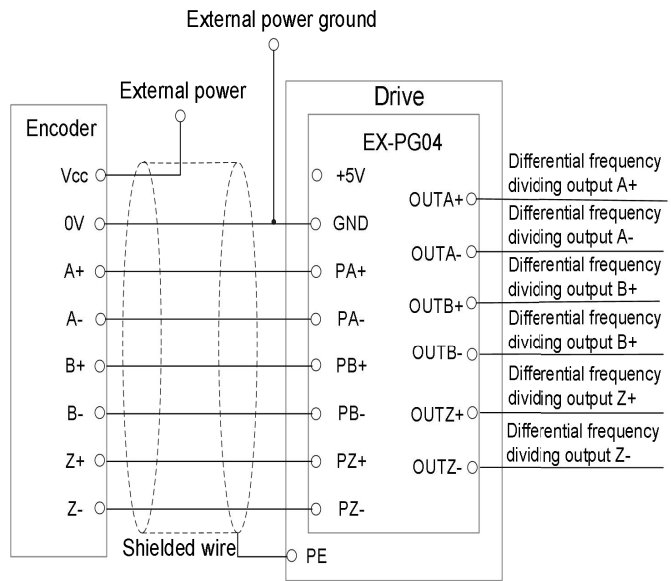 External power ground
External power
Drive
Encoder
EX-PG04
Vcc
+5V
0V
GND
A+
PA+
A-
PA-
B+
PB+
B-
PB-
Z+
PZ+
Z-
PZ-
Shielded wire
PE
OUTA+
Differential frequency
dividing output A+
OUTA-
Differential frequency
dividing output A-
OUTB+
Differential frequency
dividing output B+
OUTB-
Differential frequency
dividing output B+
OUTZ+
Differential frequency
dividing output Z+
OUTZ-
Differential frequency
dividing output Z-